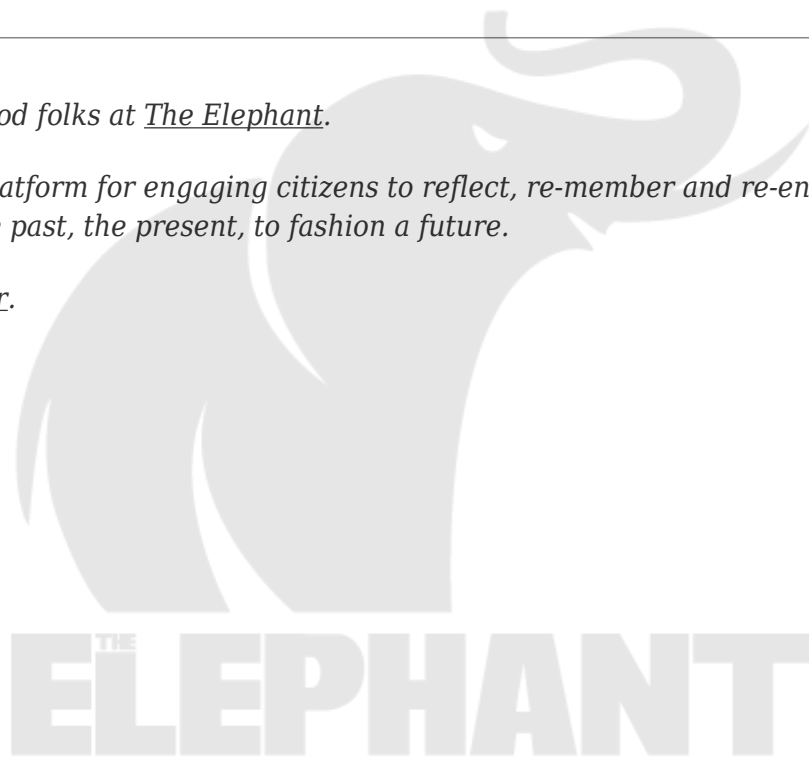 od folks at The Elephant.
atform for engaging citizens to reflect, re-member and re-en
past, the present, to fashion a future.
r.
THE
ELEPHANT